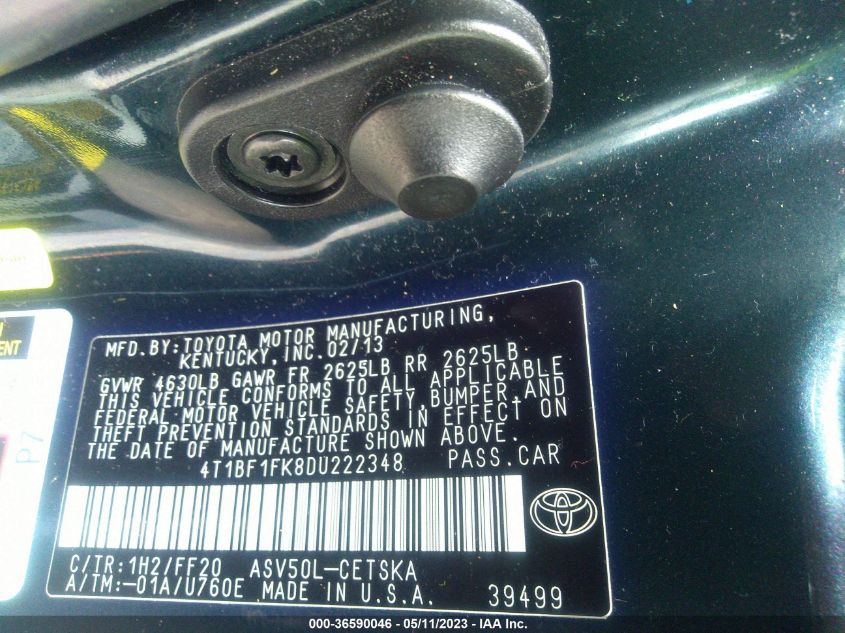 MFD.BY:TOYOTA MOTOR MANUFACTURING,
KENTUCKY,INC.02/13
GVWR 4630LB GAWR FR 2625LB RR 2625LB
THIS VEHICLE CONFORMS TO ALL APPLICABLE
FEDERAL MOTOR VEHICLE SAFETY,BUMPER,AND
THEFT PREVENTION STANDARDS IN EFFECT ON
THE DATE OF MANUFACTURE SHOWN ABOVE.
4T1BF1FK8DU222348 PASS.CAR
C/TR:1H2/FF20 ASV50L-CETSKA
A/TM:-01A/U760E MADE IN U.S.A. 39499
P7
000-36590046 - 05/11/2023 - IAA Inc.